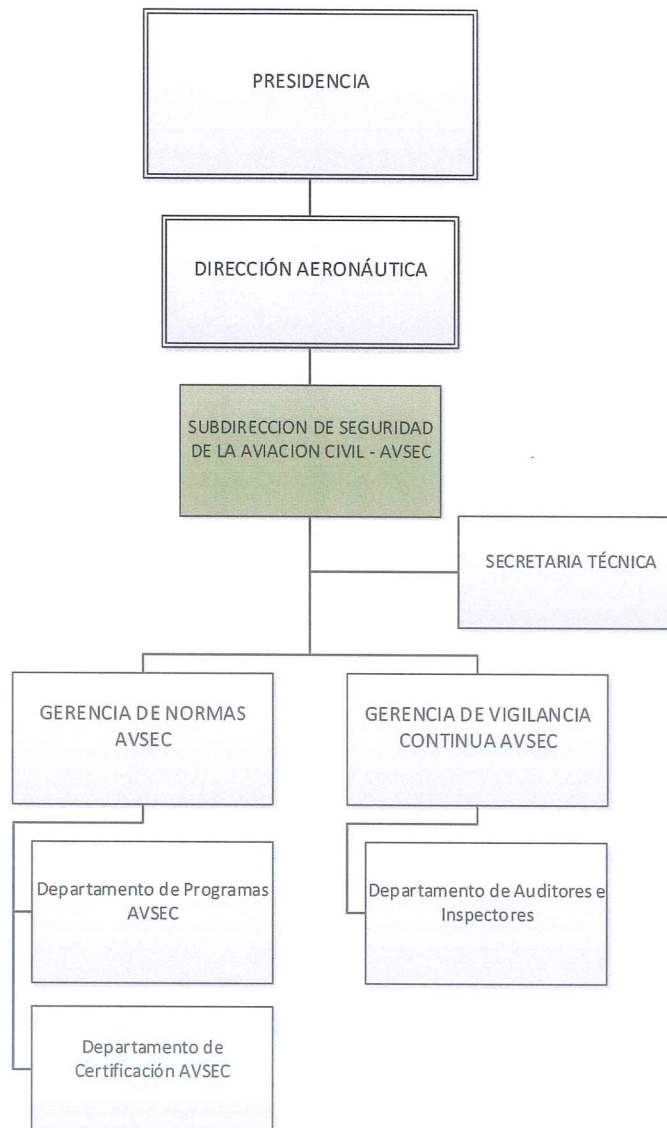 PRESIDENCIA
DIRECCIÓN AERONÁUTICA
SUBDIRECCION DE SEGURIDAD
DE LA AVIACION CIVIL - AVSEC
SECRETARIA TÉCNICA
GERENCIA DE NORMAS
AVSEC
GERENCIA DE VIGILANCIA
CONTINUA AVSEC
Departamento de Programas
AVSEC
Departamento de Auditores e
Inspectores
Departamento de
Certificación AVSEC